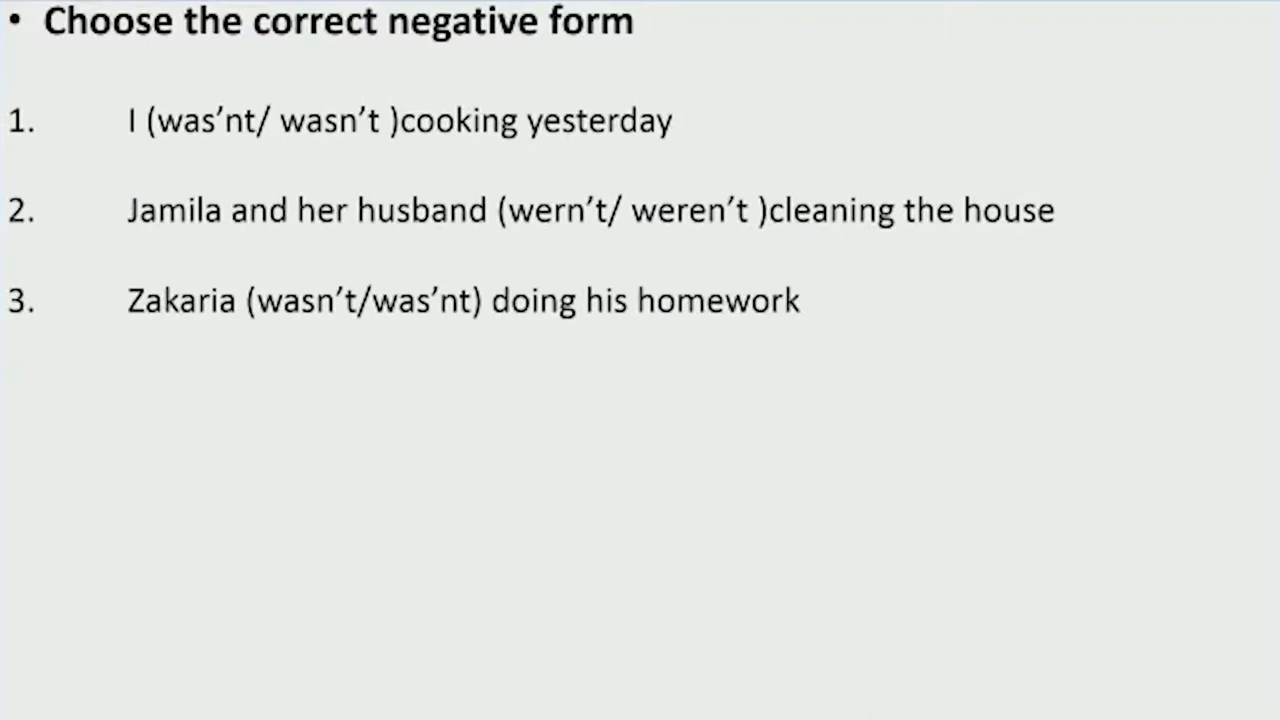 • Choose the correct negative form
1. I (was’nt/ wasn’t )cooking yesterday
2. Jamila and her husband (wern’t/ weren’t )cleaning the house
3. Zakaria (wasn’t/was’nt) doing his homework